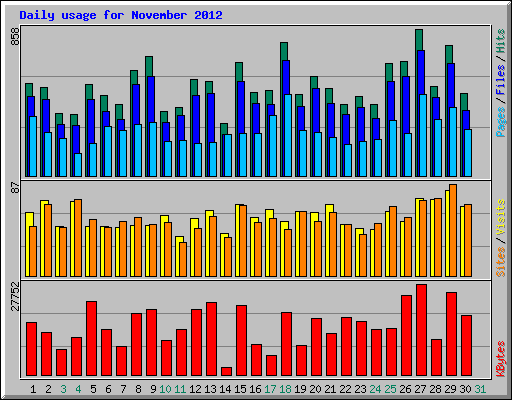 Daily usage for November 2012
858
Pages / Files / Hits
87
Sites / Visits
27752
KBytes
1 2 3 4 5 6 7 8 9 10 11 12 13 14 15 16 17 18 19 20 21 22 23 24 25 26 27 28 29 30 31